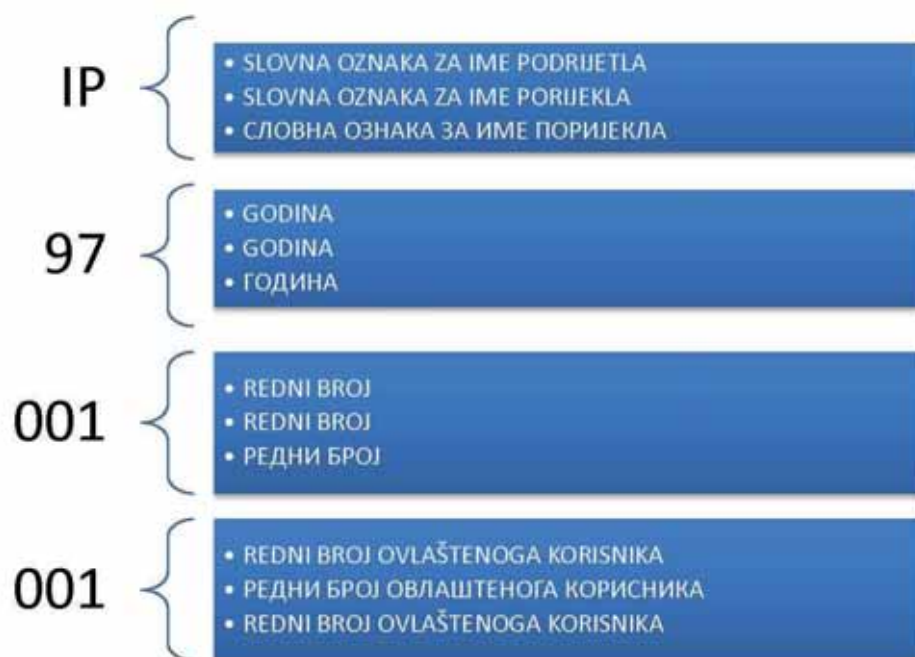 IP
• SLOVNA OZNAKA ZA IME PODRIJETLA
• SLOVNA OZNAKA ZA IME PORIJEKLA
• СЛОВНА ОЗНАКА ЗА ИМЕ ПОРИЈЕКЛА
97
• GODINA
• GODINA
• ГОДИНА
001
• REDNI BROJ
• REDNI BROJ
• РЕДНИ БРОЈ
001
• REDNI BROJ OVLAŠTENOGA KORISNIKA
• РЕДНИ БРОЈ ОВЛАШТЕНОГА КОРИСНИКА
• REDNI BROJ OVLAŠTENOGA KORISNIKA